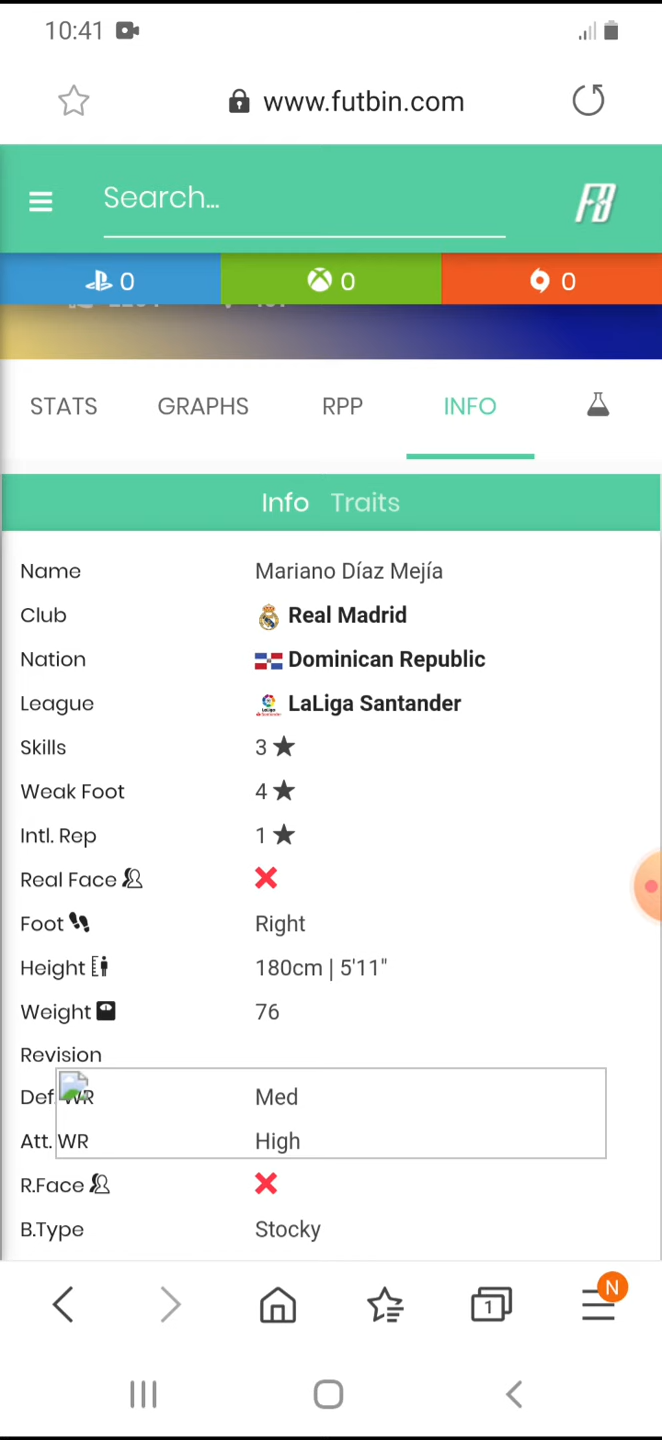 10:41
www.futbin.com
Search...
0 0 0
STATS GRAPHS RPP INFO
Info Traits
Name Mariano Díaz Mejía
Club Real Madrid
Nation Dominican Republic
League LaLiga Santander
Skills 3
Weak Foot 4
Intl. Rep 1
Real Face
Foot Right
Height 180cm | 5'11"
Weight 76
Revision
Def. WR Med
Att. WR High
R.Face
B.Type Stocky
1 N